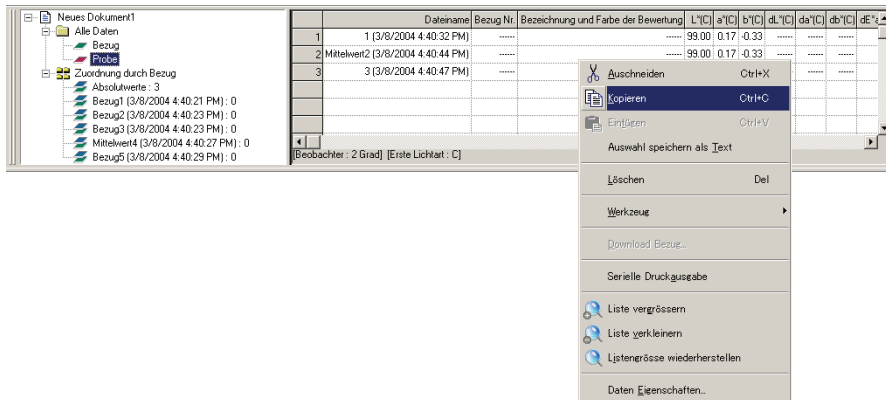 Neues Dokument1
Alle Daten
Bezug
Probe
Zuordnung durch Bezug
Absolutwerte : 3
Bezug1 (3/8/2004 4:40:21 PM) : 0
Bezug2 (3/8/2004 4:40:23 PM) : 0
Bezug3 (3/8/2004 4:40:23 PM) : 0
Mittelwert4 (3/8/2004 4:40:27 PM) : 0
Bezug5 (3/8/2004 4:40:29 PM) : 0
Dateiname Bezug Nr. Bezeichnung und Farbe der Bewertung L*(C) a*(C) b*(C) dL*(C) da*(C) db*(C) dE*a
1 1 (3/8/2004 4:40:32 PM) ------ ------ 99.00 0.17 -0.33 ------ ------ ------
2 Mittelwert2 (3/8/2004 4:40:44 PM) ------ ------ 99.00 0.17 -0.33 ------ ------ ------
3 3 (3/8/2004 4:40:47 PM) ------
[Beobachter : 2 Grad] [Erste Lichtart : C]
Auschneiden Ctrl+X
Kopieren Ctrl+C
Einfügen Ctrl+V
Auswahl speichern als Text
Löschen Del
Werkzeug
Download Bezug...
Serielle Druckausgabe
Liste vergrössern
Liste verkleinern
Listengrösse wiederherstellen
Daten Eigenschaften...